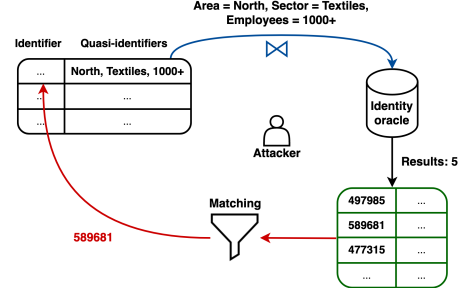 Area = North, Sector = Textiles,
Employees = 1000+
Identifier Quasi-identifiers
... North, Textiles, 1000+
... ...
... ...
Identity
oracle
Attacker
Results: 5
Matching
589681
497985 ...
589681 ...
477315 ...
... ...